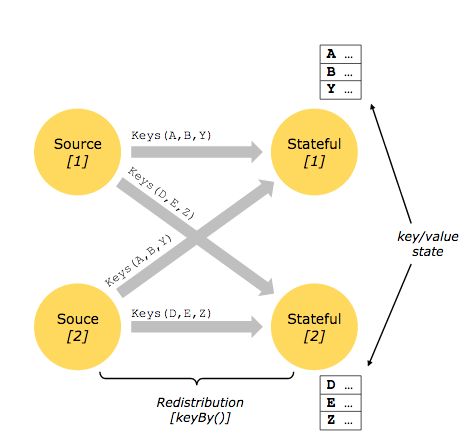 A ...
B ...
Y ...
Source
[1]
Keys(A,B,Y)
Stateful
[1]
Keys(D,E,Z)
key/value
state
Keys(A,B,Y)
Souce
[2]
Keys(D,E,Z)
Stateful
[2]
D ...
E ...
Z ...
Redistribution
[keyBy()]